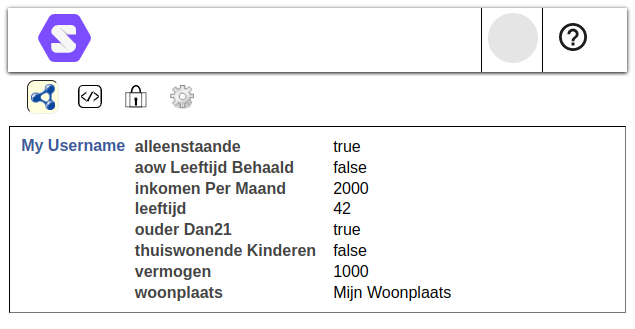 My Username alleenstaande true
aow Leeftijd Behaald false
inkomen Per Maand 2000
leeftijd 42
ouder Dan21 true
thuiswonende Kinderen false
vermogen 1000
woonplaats Mijn Woonplaats